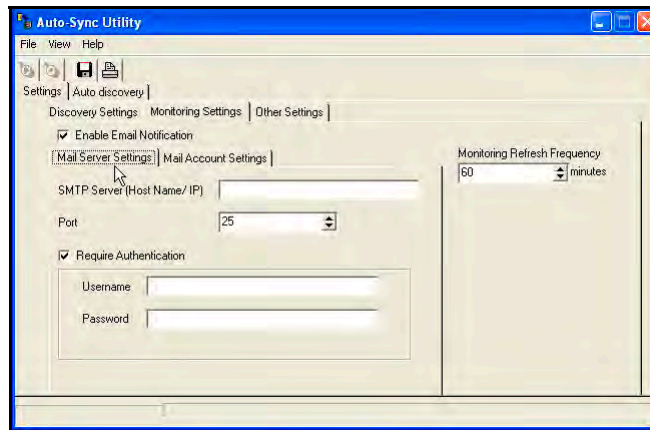 Auto-Sync Utility
File View Help
Settings Auto discovery
Discovery Settings Monitoring Settings Other Settings
Enable Email Notification
Mail Server Settings Mail Account Settings
Monitoring Refresh Frequency
60 minutes
SMTP Server (Host Name/ IP)
Port 25
Require Authentication
Username
Password